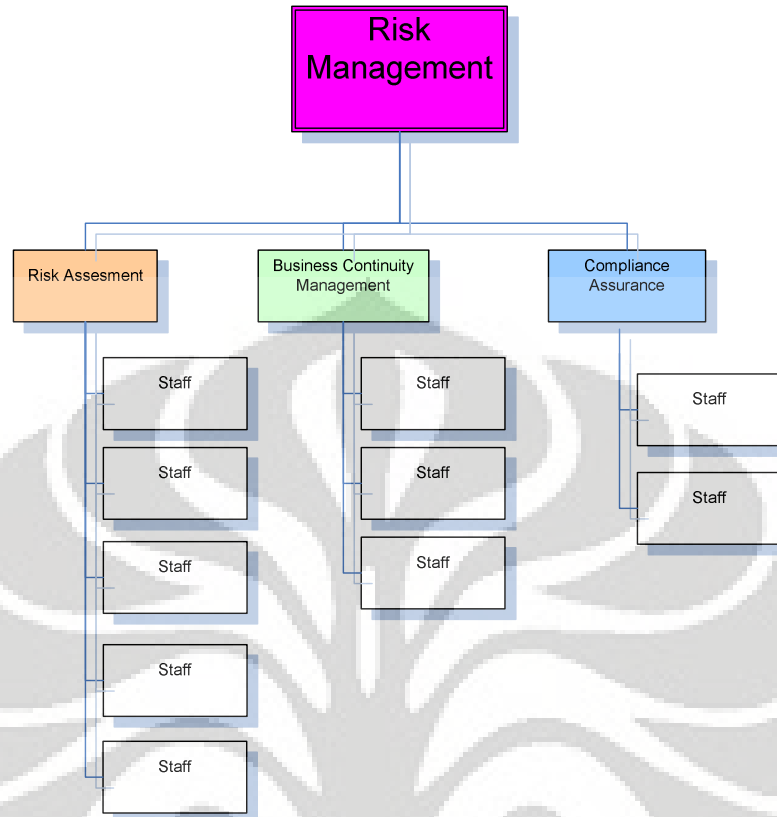 Risk
Management
Risk Assesment
Business Continuity
Management
Compliance
Assurance
Staff
Staff
Staff
Staff
Staff
Staff
Staff
Staff
Staff
Staff